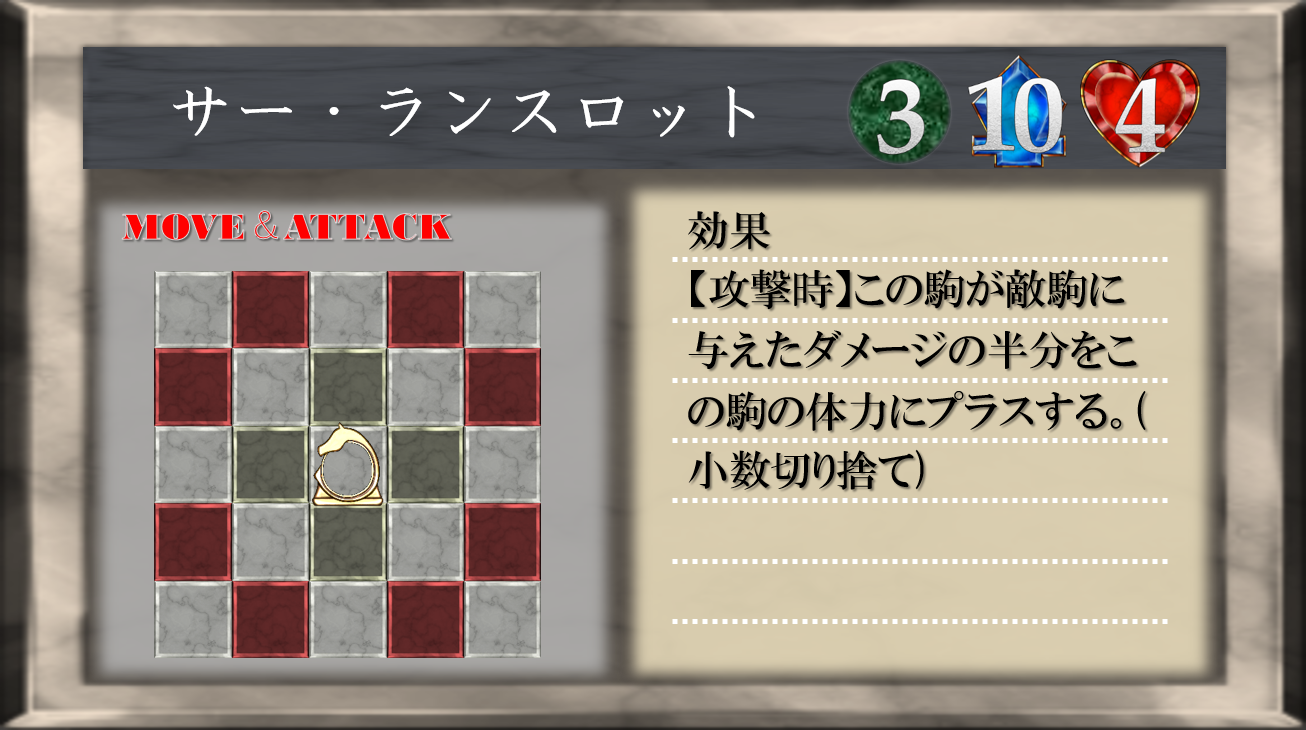 サー・ランスロット 3 10 4
MOVE&ATTACK
効果
【攻撃時】この駒が敵駒に
与えたダメージの半分をこ
の駒の体力にプラスする。(
小数切り捨て)